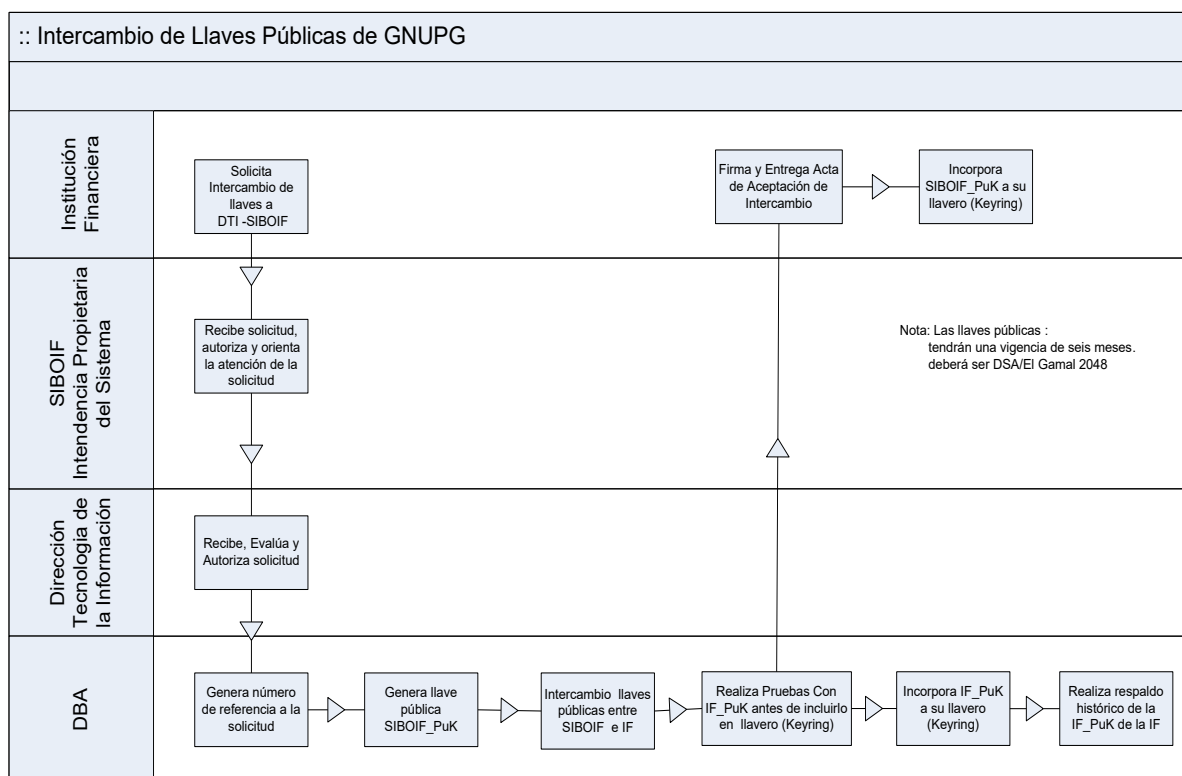 :: Intercambio de Llaves Públicas de GNUPG
Institución
Financiera
Solicita
Intercambio de
llaves a
DTI -SIBOIF
Firma y Entrega Acta
de Aceptación de
Intercambio
Incorpora
SIBOIF_PuK a su
llavero (Keyring)
SIBOIF
Intendencia Propietaria
del Sistema
Recibe solicitud,
autoriza y orienta
la atención de la
solicitud
Nota: Las llaves públicas :
tendrán una vigencia de seis meses.
deberá ser DSA/El Gamal 2048
Dirección
Tecnologia de
la Información
Recibe, Evalúa y
Autoriza solicitud
DBA
Genera número
de referencia a la
solicitud
Genera llave
pública
SIBOIF_PuK
Intercambio llaves
públicas entre
SIBOIF e IF
Realiza Pruebas Con
IF_PuK antes de incluirlo
en llavero (Keyring)
Incorpora IF_PuK
a su llavero
(Keyring)
Realiza respaldo
histórico de la
IF_PuK de la IF